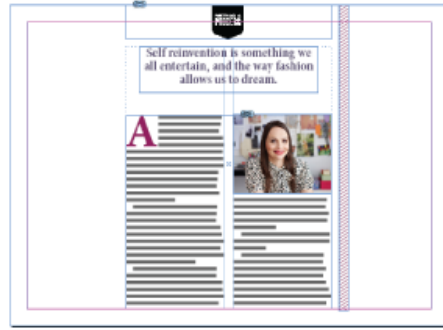 Self reinvention is something we
all entertain, and the way fashion
allows us to dream.
A